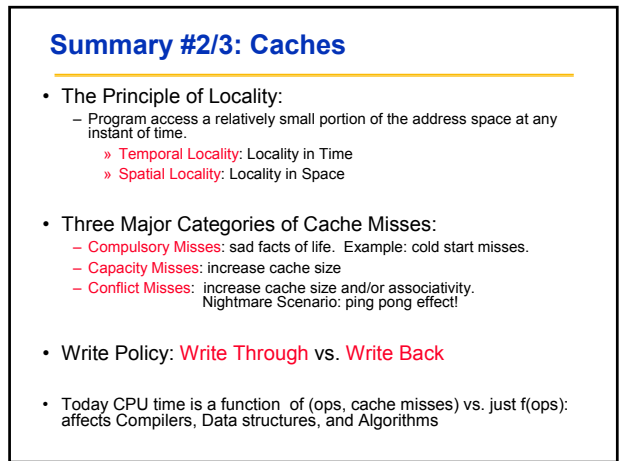 Summary #2/3: Caches
• The Principle of Locality:
– Program access a relatively small portion of the address space at any
instant of time.
» Temporal Locality: Locality in Time
» Spatial Locality: Locality in Space
• Three Major Categories of Cache Misses:
– Compulsory Misses: sad facts of life. Example: cold start misses.
– Capacity Misses: increase cache size
– Conflict Misses: increase cache size and/or associativity.
Nightmare Scenario: ping pong effect!
• Write Policy: Write Through vs. Write Back
• Today CPU time is a function of (ops, cache misses) vs. just f(ops):
affects Compilers, Data structures, and Algorithms